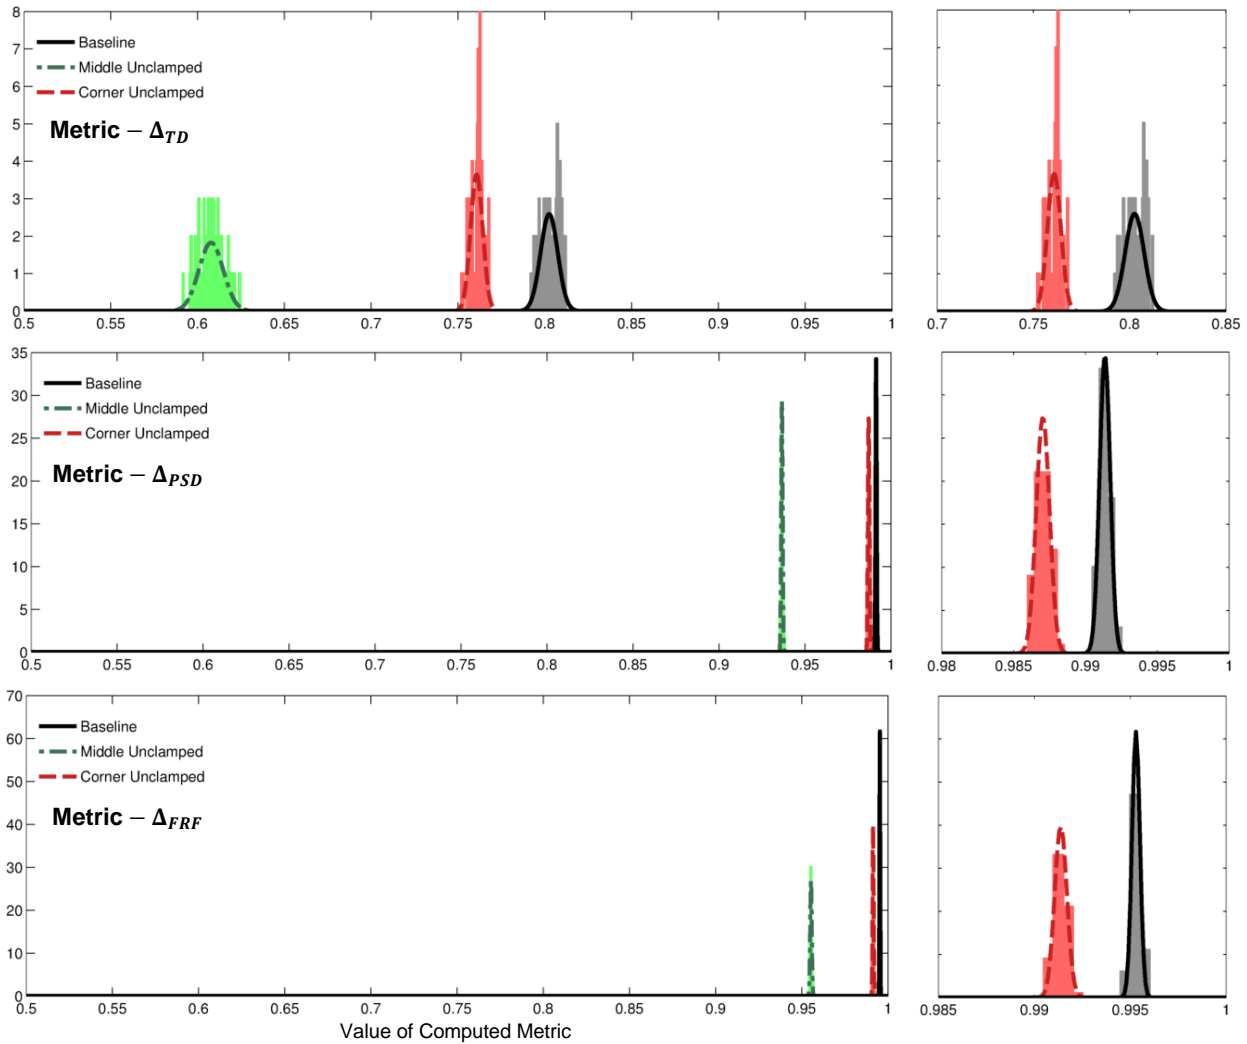 8
7
6
5
4
3
2
1
0
Baseline
Middle Unclamped
Corner Unclamped
Metric − Δ_TD
0.5 0.55 0.6 0.65 0.7 0.75 0.8 0.85 0.9 0.95 1
0.7 0.75 0.8 0.85
35
30
25
20
15
10
5
0
Baseline
Middle Unclamped
Corner Unclamped
Metric − Δ_PSD
0.5 0.55 0.6 0.65 0.7 0.75 0.8 0.85 0.9 0.95 1
0.98 0.985 0.99 0.995 1
70
60
50
40
30
20
10
0
Baseline
Middle Unclamped
Corner Unclamped
Metric − Δ_FRF
0.5 0.55 0.6 0.65 0.7 0.75 0.8 0.85 0.9 0.95 1
0.985 0.99 0.995 1
Value of Computed Metric